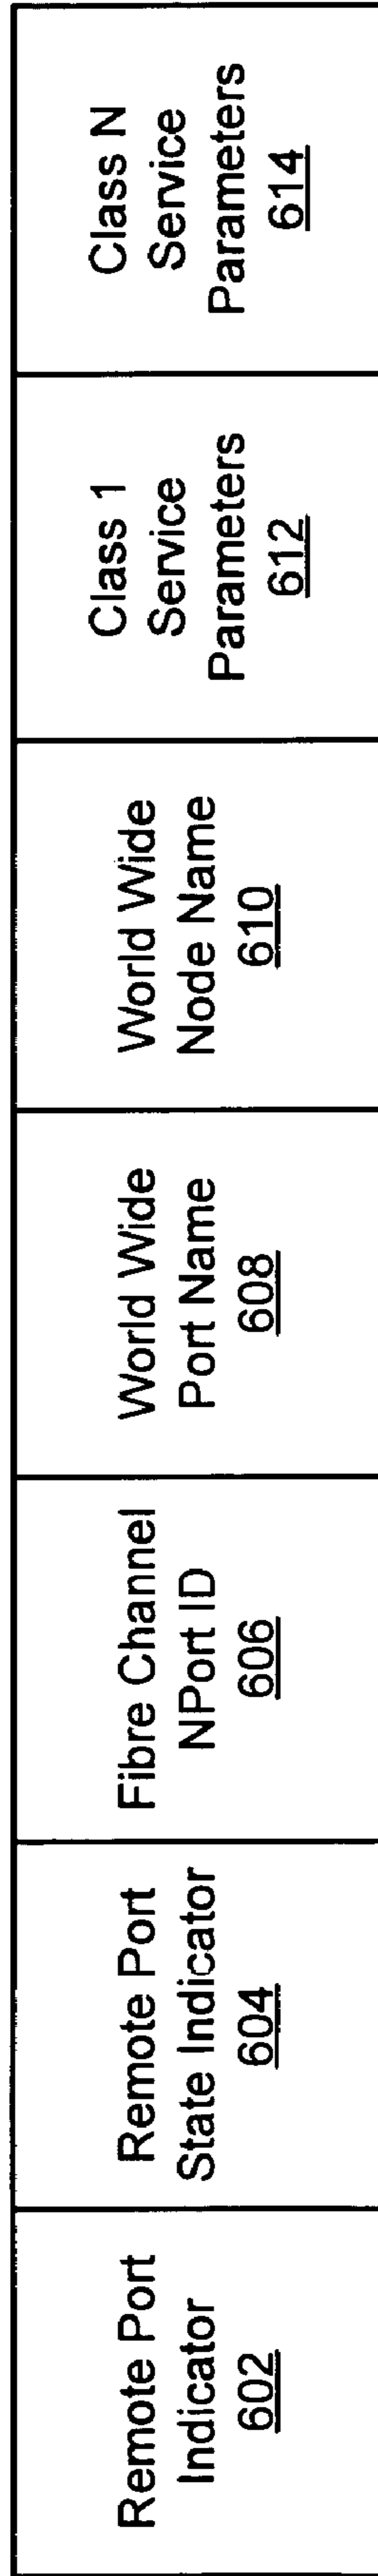 Remote Port
Indicator
602
Remote Port
State Indicator
604
Fibre Channel
NPort ID
606
World Wide
Port Name
608
World Wide
Node Name
610
Class 1
Service
Parameters
612
Class N
Service
Parameters
614